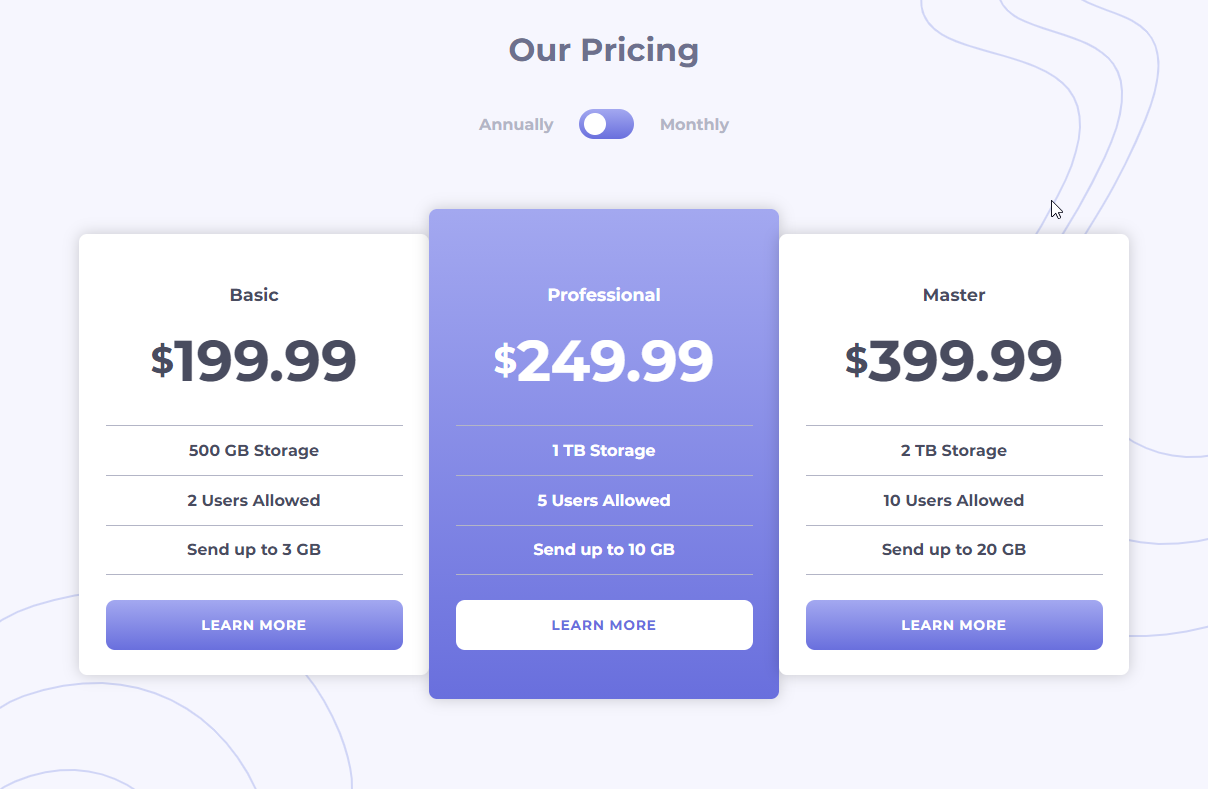 Our Pricing
Annually Monthly
Basic
$199.99
500 GB Storage
2 Users Allowed
Send up to 3 GB
LEARN MORE
Professional
$249.99
1 TB Storage
5 Users Allowed
Send up to 10 GB
LEARN MORE
Master
$399.99
2 TB Storage
10 Users Allowed
Send up to 20 GB
LEARN MORE